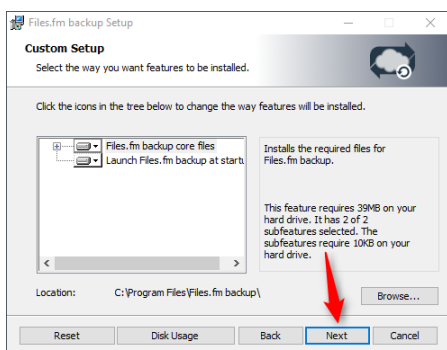 Files.fm backup Setup
Custom Setup
Select the way you want features to be installed.
Click the icons in the tree below to change the way features will be installed.
Files.fm backup core files
Launch Files.fm backup at startu
Installs the required files for
Files.fm backup.
This feature requires 39MB on your
hard drive. It has 2 of 2
subfeatures selected. The
subfeatures require 10KB on your
hard drive.
Location: C:\Program Files\Files.fm backup\
Browse...
Reset Disk Usage Back Next Cancel